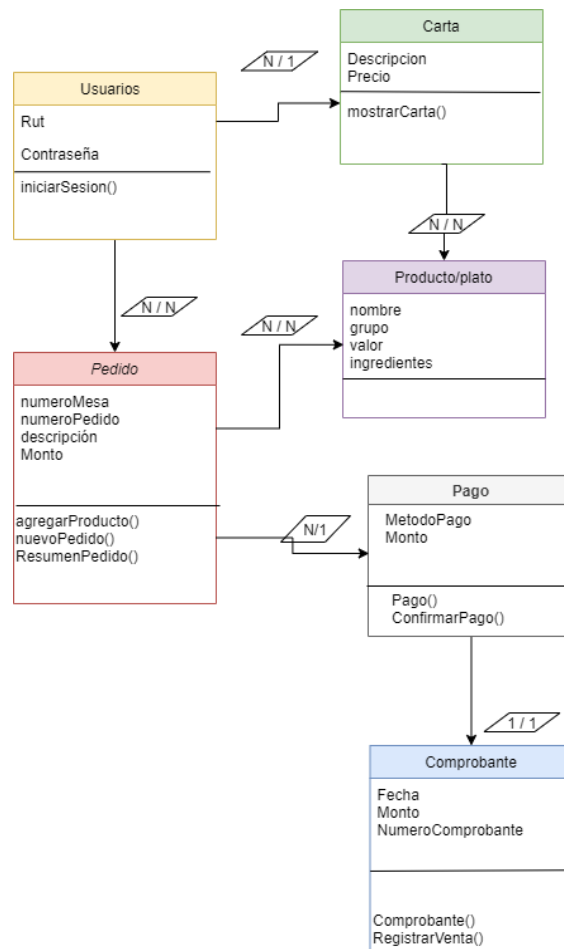 Carta
Descripcion
Precio
mostrarCarta()
N / 1
Usuarios
Rut
Contraseña
iniciarSesion()
N / N
Producto/plato
nombre
grupo
valor
ingredientes
N / N
N / N
Pedido
numeroMesa
numeroPedido
descripción
Monto
agregarProducto()
nuevoPedido()
ResumenPedido()
N/1
Pago
MetodoPago
Monto
Pago()
ConfirmarPago()
1 / 1
Comprobante
Fecha
Monto
NumeroComprobante
Comprobante()
RegistrarVenta()